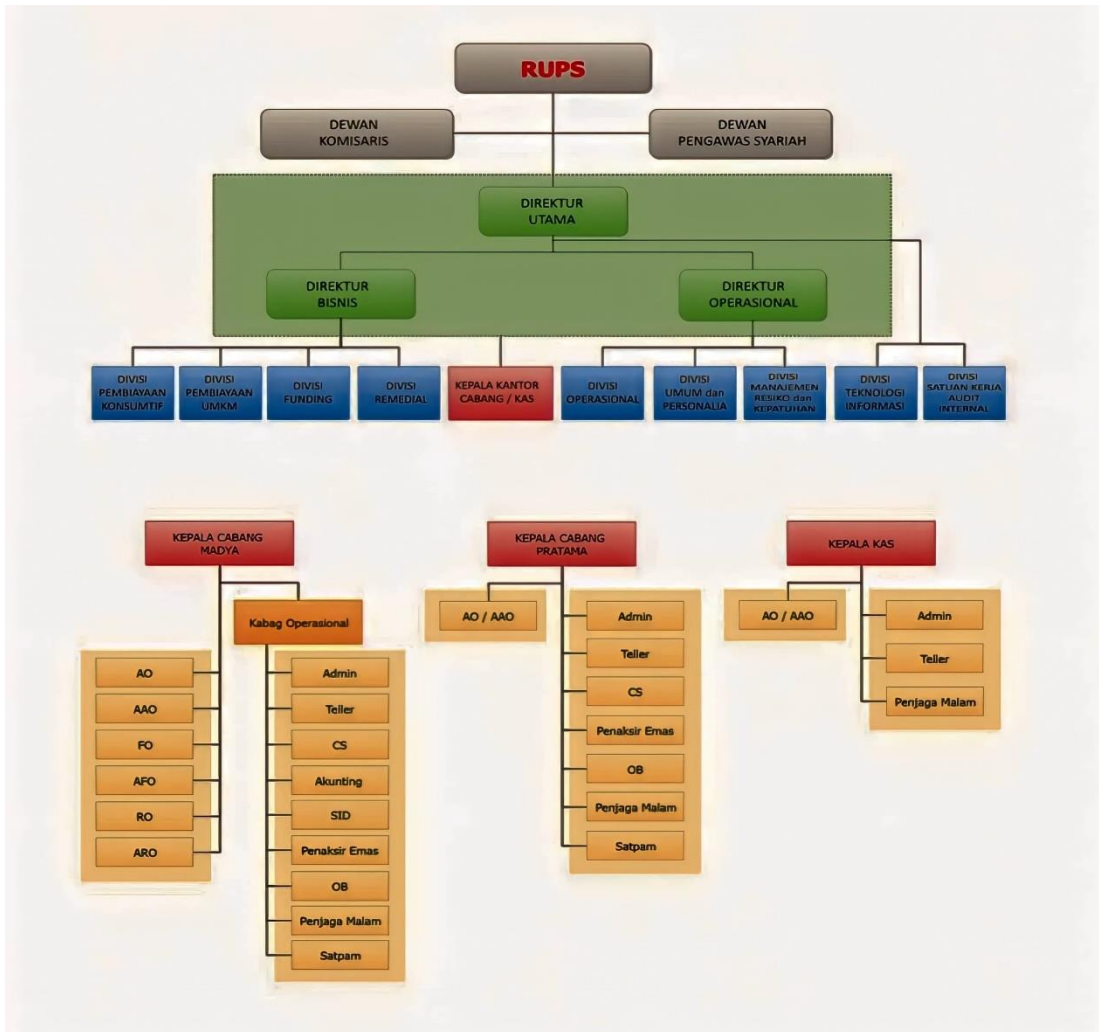 RUPS
DEWAN
KOMISARIS
DEWAN
PENGAWAS SYARIAH
DIREKTUR
UTAMA
DIREKTUR
BISNIS
DIREKTUR
OPERASIONAL
DIVISI
PEMBIAYAAN
KONSUMTIF
DIVISI
PEMBIAYAAN
UMKM
DIVISI
FUNDING
DIVISI
REMEDIAL
KEPALA KANTOR
CABANG / KAS
DIVISI
OPERASIONAL
DIVISI
UMUM dan
PERSONALIA
DIVISI
MANAJEMEN
RESIKO dan
KEPATUHAN
DIVISI
TEKNOLOGI
INFORMASI
DIVISI
SATUAN KERJA
AUDIT
INTERNAL
KEPALA CABANG
MADYA
Kabag Operasional
AO
AAO
FO
AFO
RO
ARO
Admin
Teller
CS
Akunting
SID
Penaksir Emas
OB
Penjaga Malam
Satpam
KEPALA CABANG
PRATAMA
AO / AAO
Admin
Teller
CS
Penaksir Emas
OB
Penjaga Malam
Satpam
KEPALA KAS
AO / AAO
Admin
Teller
Penjaga Malam